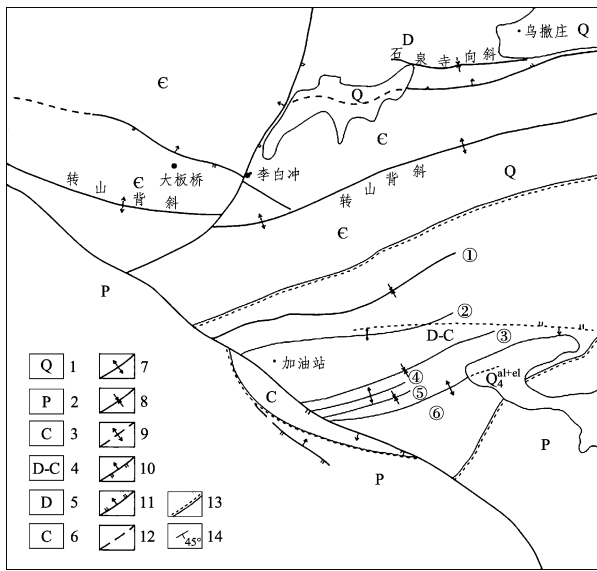 乌撒庄 Q
D
石泉寺向斜
Є
Q
Є
李白冲
大板桥
转山背斜
Є
转山背斜
Q
Є
P
①
②
D-C
③
加油站
④
⑤
⑥
Q₄ᵃˡ⁺ᵉˡ
C
P
P
Q 1
P 2
C 3
D-C 4
D 5
C 6
7
8
9
10
11
12
13
45° 14